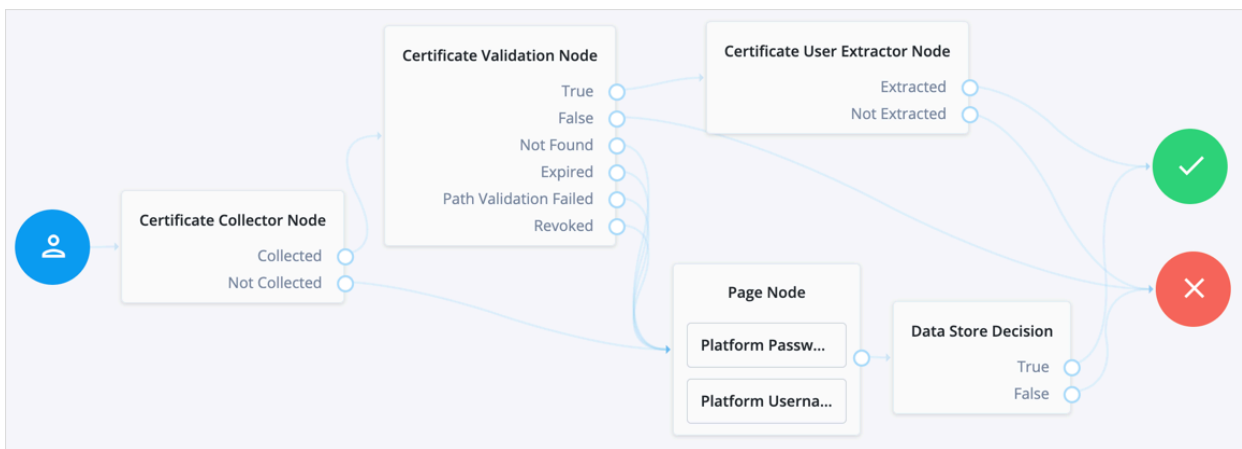 Certificate Collector Node
Collected
Not Collected
Certificate Validation Node
True
False
Not Found
Expired
Path Validation Failed
Revoked
Certificate User Extractor Node
Extracted
Not Extracted
Page Node
Platform Passw...
Platform Userna...
Data Store Decision
True
False